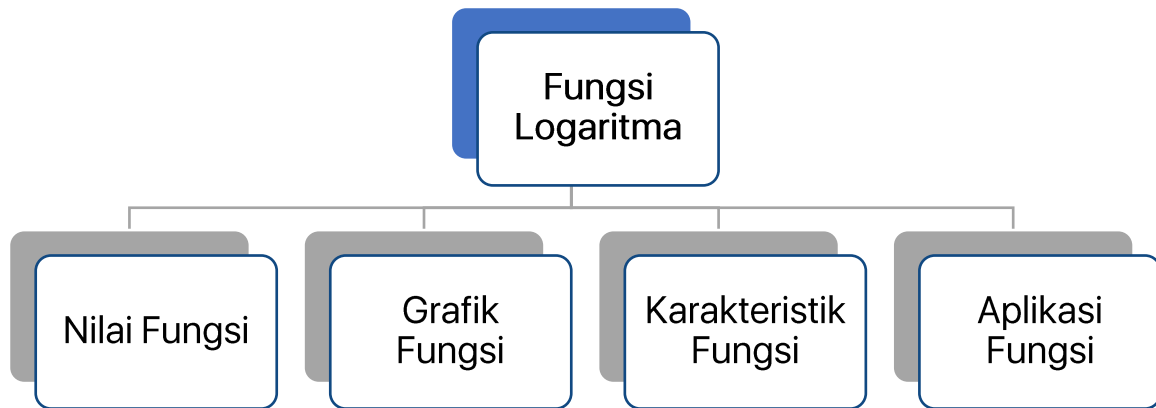 Fungsi
Logaritma
Nilai Fungsi
Grafik
Fungsi
Karakteristik
Fungsi
Aplikasi
Fungsi